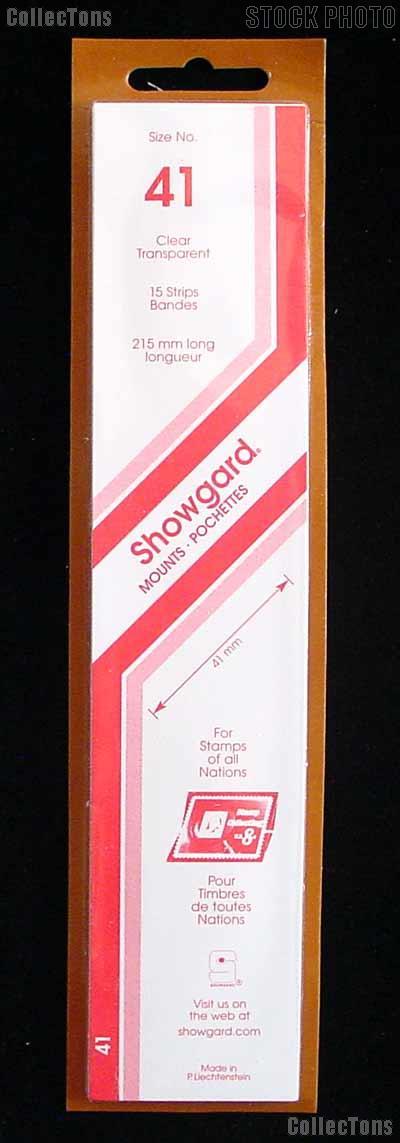 CollecTons
STOCK PHOTO
Size No.
41
Clear
Transparent
15 Strips
Bandes
215 mm long
longueur
Showgard®
MOUNTS · POCHETTES
41 mm
For
Stamps
of all
Nations
Pour
Timbres
de toutes
Nations
SHOWGARD®
Visit us on
the web at
showgard.com
41
Made in
P.Liechtenstein
CollecTons